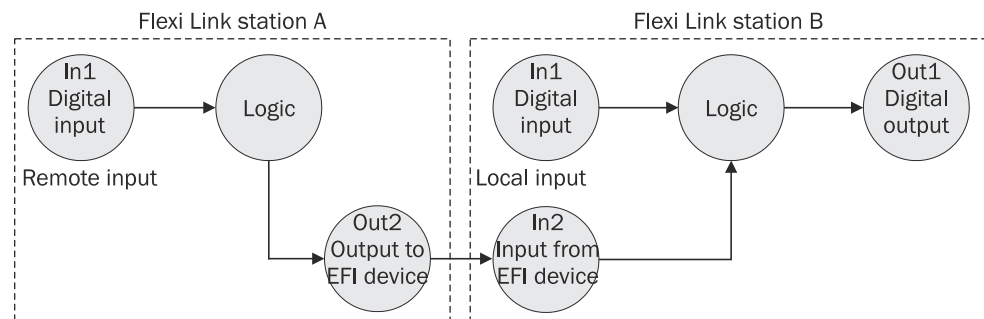 Flexi Link station A
Flexi Link station B
In1
Digital
input
Logic
Remote input
Out2
Output to
EFI device
In1
Digital
input
Logic
Out1
Digital
output
Local input
In2
Input from
EFI device